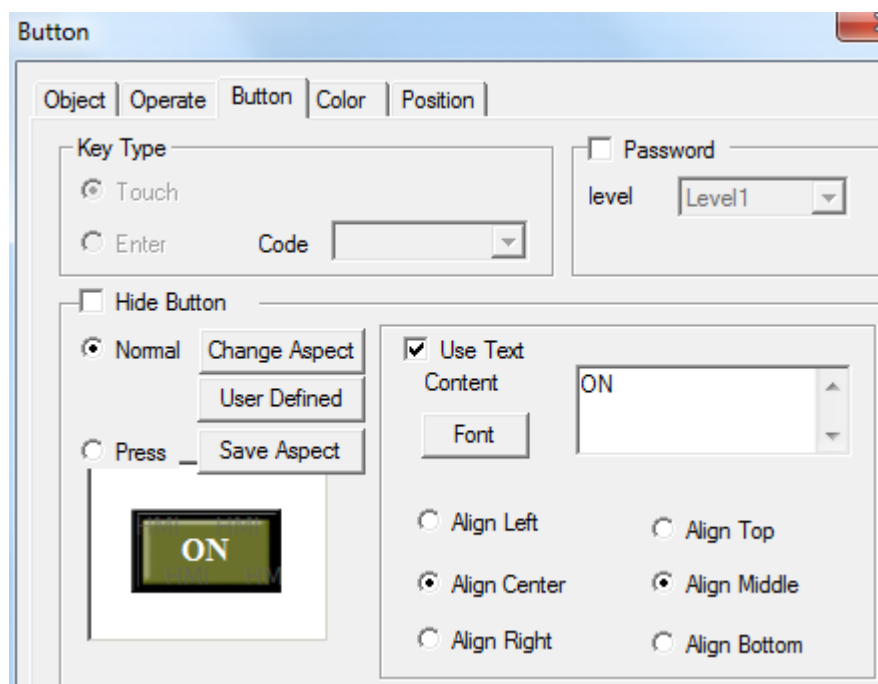 Button
Object Operate Button Color Position
Key Type
Touch
Enter Code
Password
level Level1
Hide Button
Normal Change Aspect
User Defined
Press Save Aspect
ON
Use Text
Content ON
Font
Align Left Align Top
Align Center Align Middle
Align Right Align Bottom